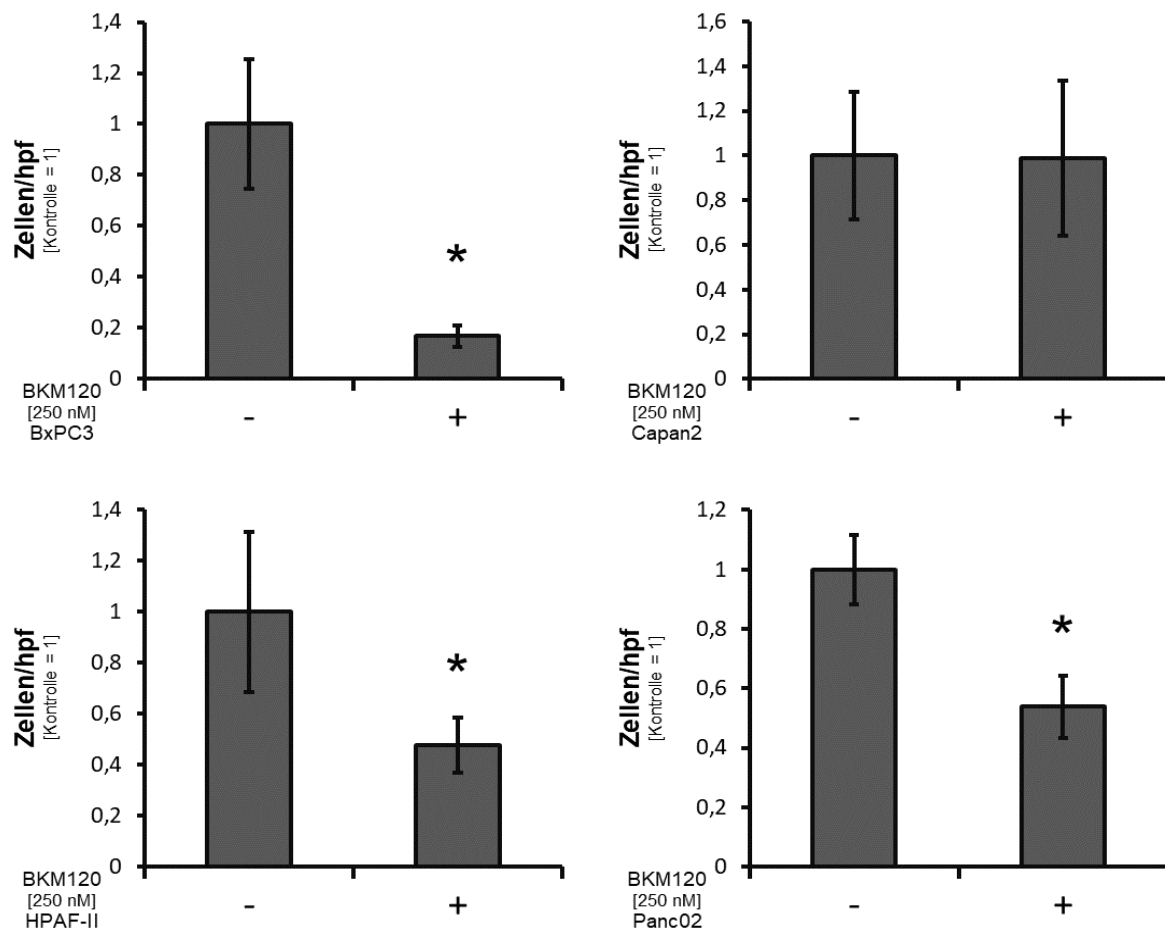 1,4
1,2
1
0,8
0,6
0,4
0,2
0
Zellen/hpf
[Kontrolle = 1]
*
BKM120
[250 nM]
BxPC3
- +
1,6
1,4
1,2
1
0,8
0,6
0,4
0,2
0
Zellen/hpf
[Kontrolle = 1]
BKM120
[250 nM]
Capan2
- +
1,4
1,2
1
0,8
0,6
0,4
0,2
0
Zellen/hpf
[Kontrolle = 1]
*
BKM120
[250 nM]
HPAF-II
- +
1,2
1
0,8
0,6
0,4
0,2
0
Zellen/hpf
[Kontrolle = 1]
*
BKM120
[250 nM]
Panc02
- +